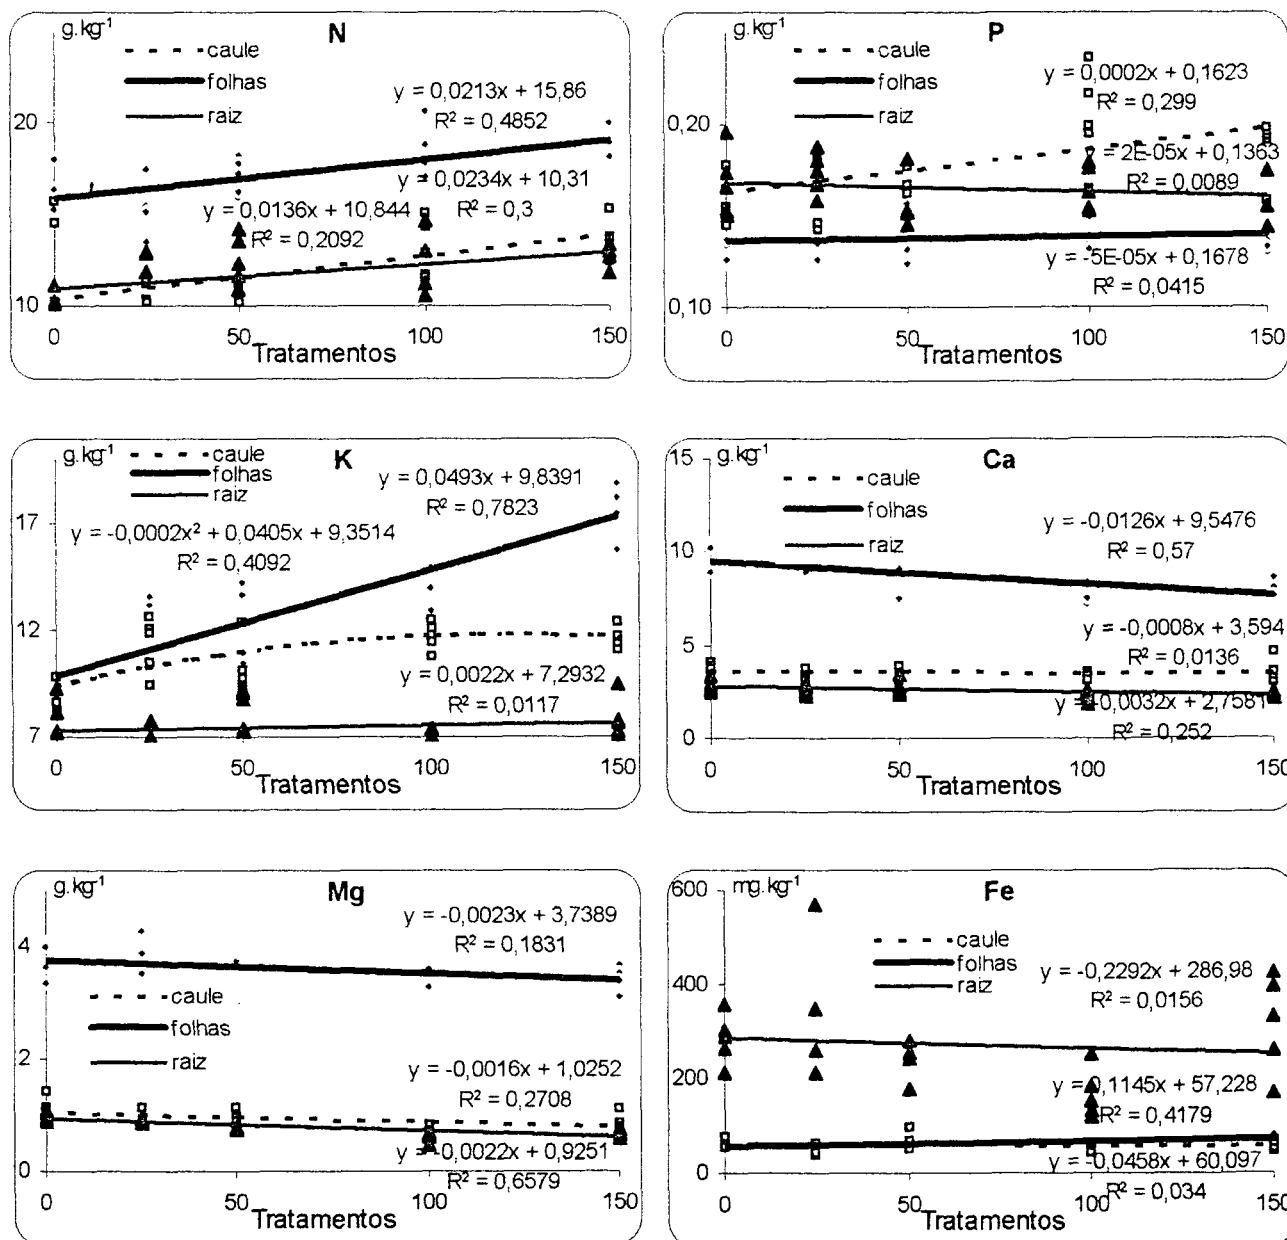 g.kg-1
N
caule
folhas
raiz
y = 0,0213x + 15,86
R² = 0,4852
y = 0,0234x + 10,31
R² = 0,3
y = 0,0136x + 10,844
R² = 0,2092
20
10
0 50 100 150
Tratamentos
g.kg-1
P
caule
folhas
raiz
y = 0,0002x + 0,1623
R² = 0,299
= 2E-05x + 0,1363
R² = 0,0089
y = -5E-05x + 0,1678
R² = 0,0415
0,20
0,10
0 50 100 150
Tratamentos
g.kg-1
K
caule
folhas
raiz
y = 0,0493x + 9,8391
R² = 0,7823
y = -0,0002x² + 0,0405x + 9,3514
R² = 0,4092
y = 0,0022x + 7,2932
R² = 0,0117
17
12
7
0 50 100 150
Tratamentos
g.kg-1
Ca
caule
folhas
raiz
y = -0,0126x + 9,5476
R² = 0,57
y = -0,0008x + 3,594
R² = 0,0136
y = -0,0032x + 2,7581
R² = 0,252
15
10
5
0
0 50 100 150
Tratamentos
g.kg-1
Mg
caule
folhas
raiz
y = -0,0023x + 3,7389
R² = 0,1831
y = -0,0016x + 1,0252
R² = 0,2708
y = -0,0022x + 0,9251
R² = 0,6579
4
2
0
0 50 100 150
Tratamentos
mg.kg-1
Fe
caule
folhas
raiz
y = -0,2292x + 286,98
R² = 0,0156
y = 0,1145x + 57,228
R² = 0,4179
y = -0,0458x + 60,097
R² = 0,034
600
400
200
0
0 50 100 150
Tratamentos